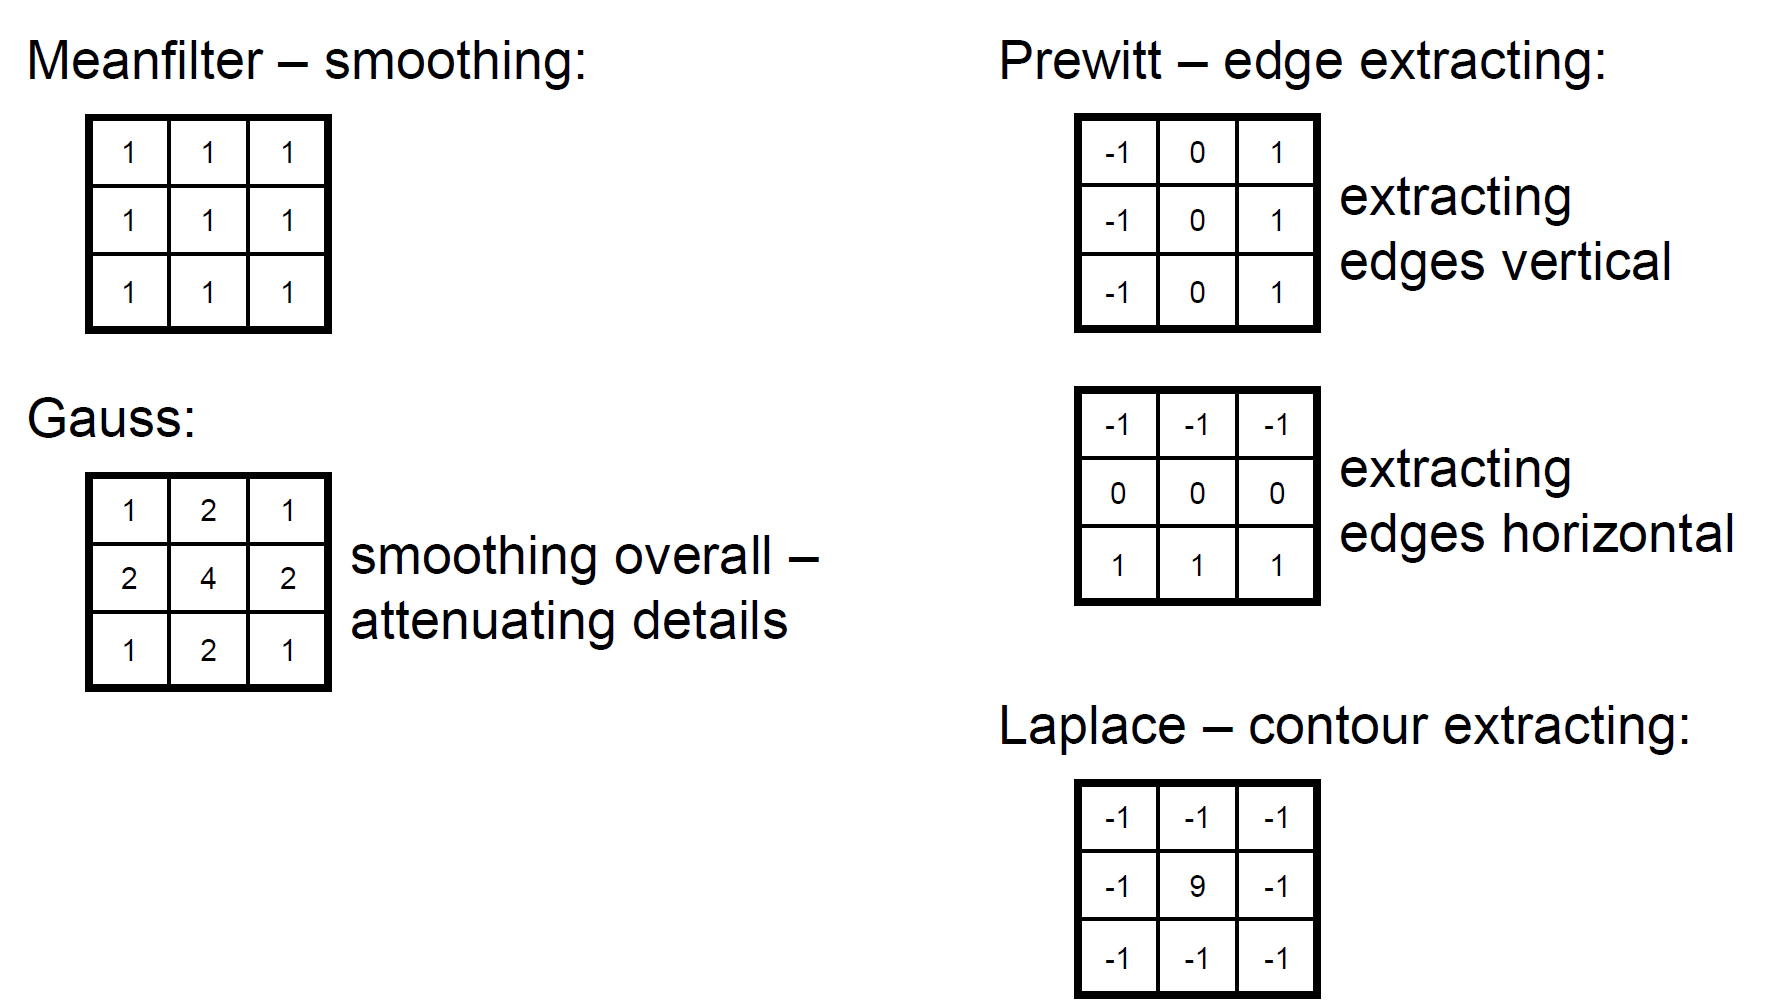 Meanfilter – smoothing:
1 1 1
1 1 1
1 1 1
Gauss:
1 2 1
2 4 2
1 2 1
smoothing overall –
attenuating details
Prewitt – edge extracting:
-1 0 1
-1 0 1
-1 0 1
extracting
edges vertical
-1 -1 -1
0 0 0
1 1 1
extracting
edges horizontal
Laplace – contour extracting:
-1 -1 -1
-1 9 -1
-1 -1 -1